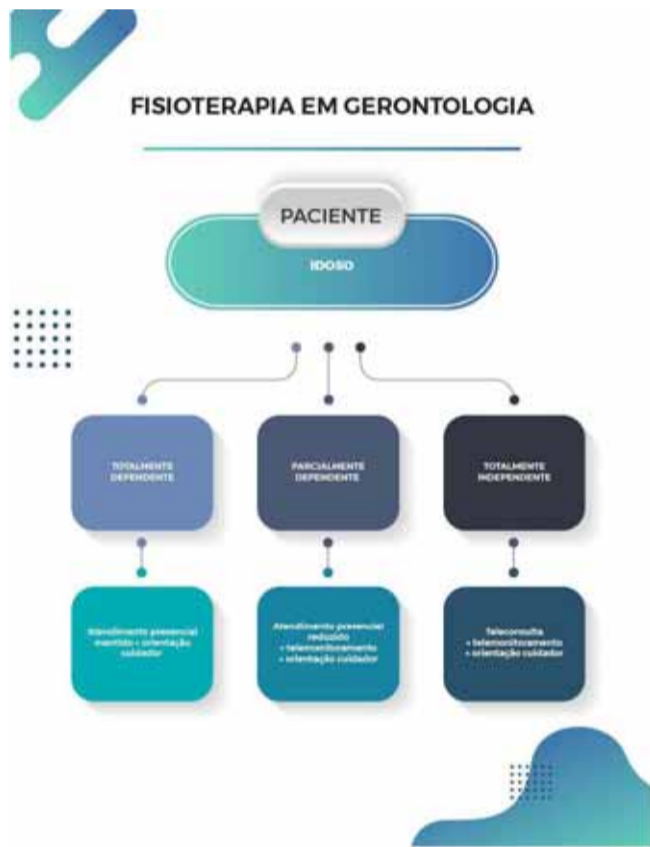 FISIOTERAPIA EM GERONTOLOGIA
PACIENTE
IDOSO
TOTALMENTE
DEPENDENTE
PARCIALMENTE
DEPENDENTE
TOTALMENTE
INDEPENDENTE
Atendimento presencial
mantido + orientação
cuidador
Atendimento presencial
reduzido
+ telemonitoramento
+ orientação cuidador
Teleconsulta
+ telemonitoramento
+ orientação cuidador